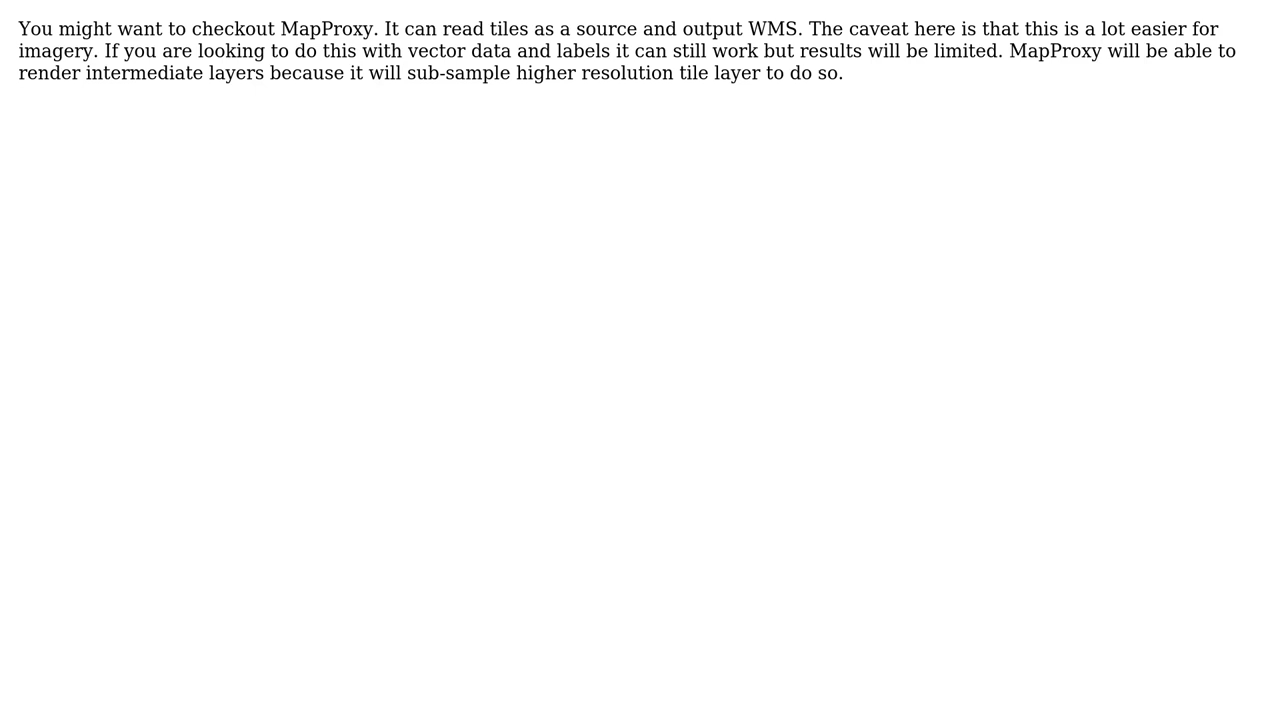 You might want to checkout MapProxy. It can read tiles as a source and output WMS. The caveat here is that this is a lot easier for
imagery. If you are looking to do this with vector data and labels it can still work but results will be limited. MapProxy will be able to
render intermediate layers because it will sub-sample higher resolution tile layer to do so.